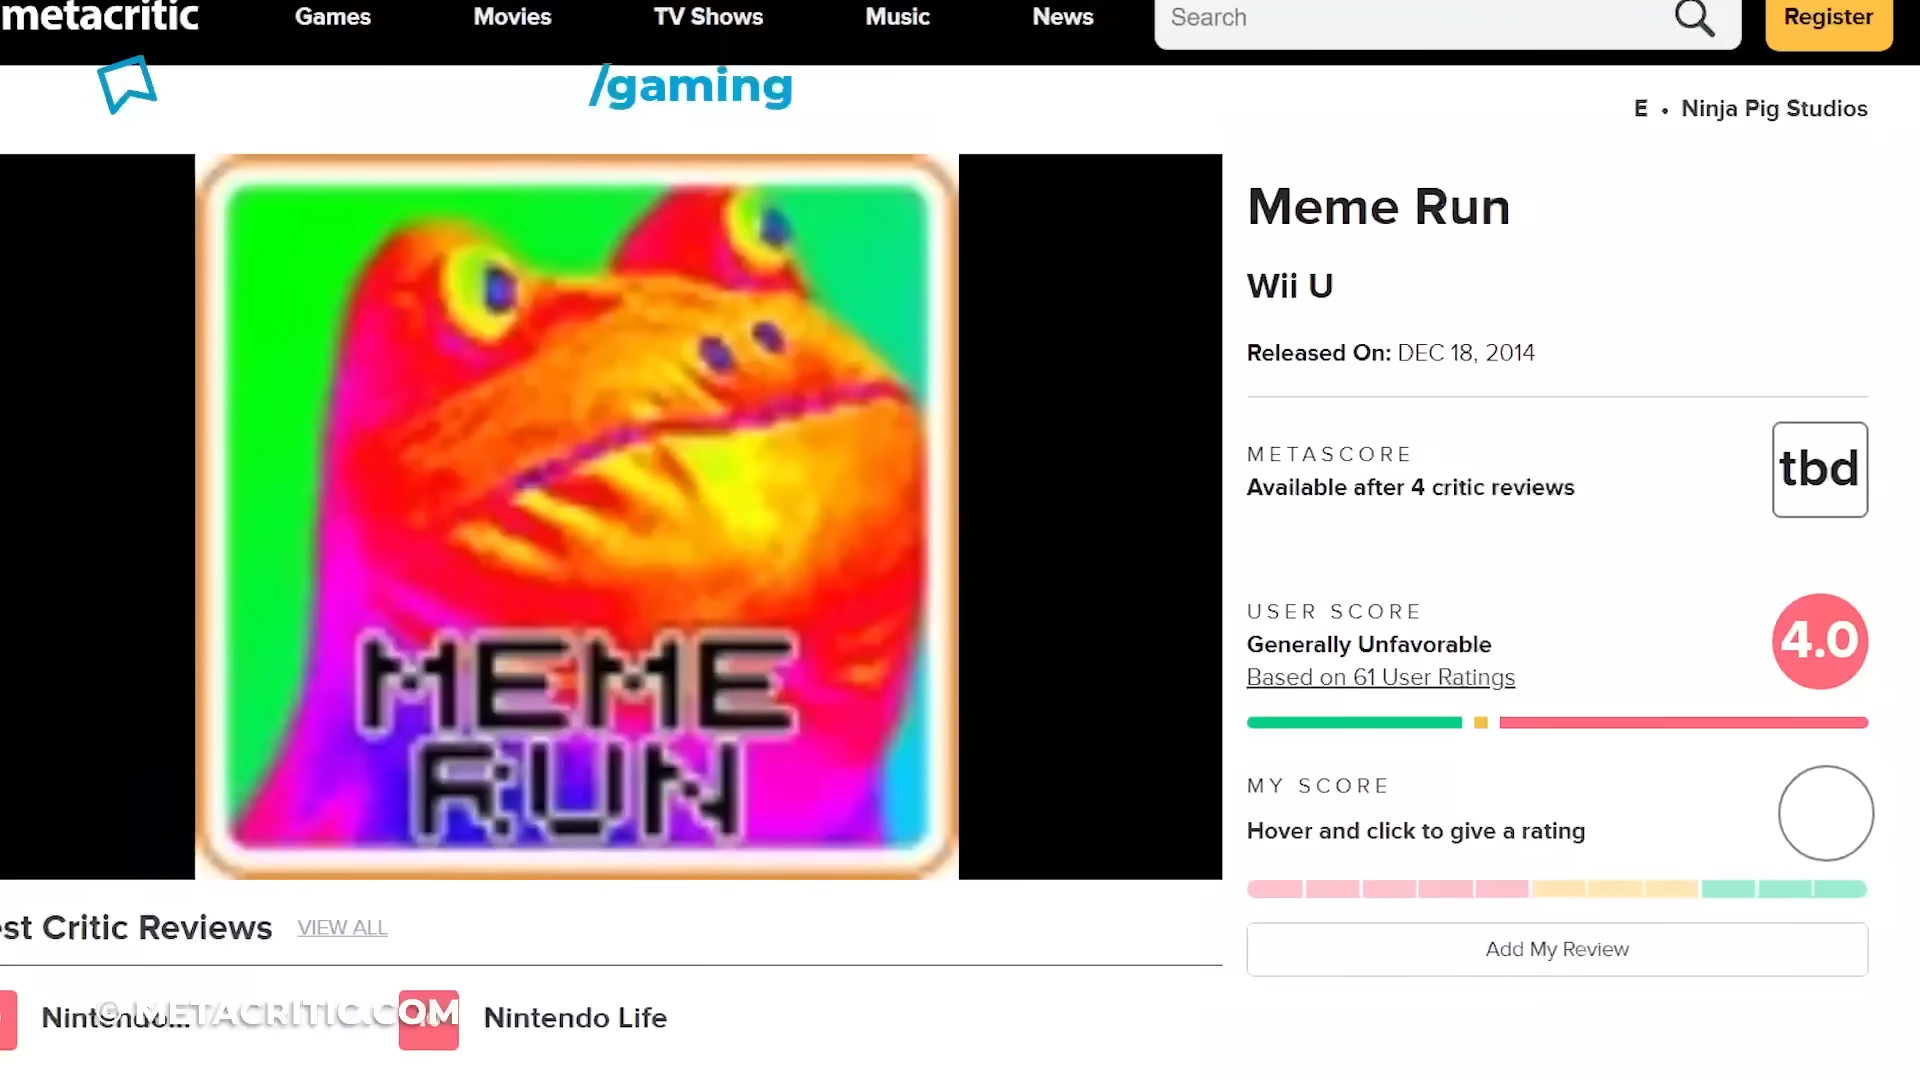 metacritic
Games
Movies
TV Shows
Music
News
Search
Register
/gaming
E • Ninja Pig Studios
Meme Run
Wii U
Released On: DEC 18, 2014
METASCORE
Available after 4 critic reviews
tbd
USER SCORE
Generally Unfavorable
Based on 61 User Ratings
4.0
MY SCORE
Hover and click to give a rating
Add My Review
MEME
RUN
st Critic Reviews
VIEW ALL
Nintendo...
Nintendo Life
© METACRITIC.COM